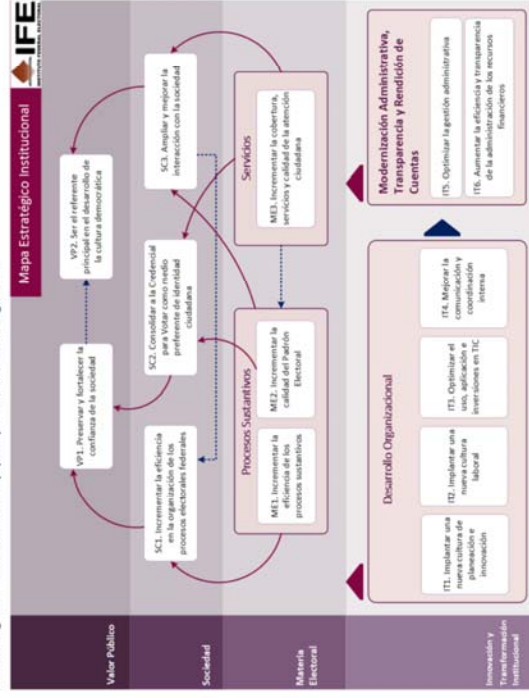 Mapa Estratégico Institucional
IFE
INSTITUTO FEDERAL ELECTORAL
Valor Público
VP1. Preservar y fortalecer la
confianza de la sociedad
VP2. Ser el referente
principal en el desarrollo de
la cultura democrática
Sociedad
SC1. Incrementar la eficiencia
en la organización de los
procesos electorales federales
SC2. Consolidar a la Credencial
para Votar como medio
preferente de identidad
ciudadana
SC3. Ampliar y mejorar la
interacción con la sociedad
Materia
Electoral
Procesos Sustantivos
ME1. Incrementar la
eficiencia de los
procesos sustantivos
ME2. Incrementar la
calidad del Padrón
Electoral
Servicios
ME3. Incrementar la cobertura,
servicios y calidad de la atención
ciudadana
Innovación y
Transformación
Institucional
Desarrollo Organizacional
IT1. Implantar una
nueva cultura de
planeación e
innovación
IT2. Implantar una
nueva cultura
laboral
IT3. Optimizar el
uso, aplicación e
inversiones en TIC
IT4. Mejorar la
comunicación y
coordinación
interna
Modernización Administrativa,
Transparencia y Rendición de
Cuentas
IT5. Optimizar la gestión administrativa
IT6. Aumentar la eficiencia y transparencia
de la administración de los recursos
financieros